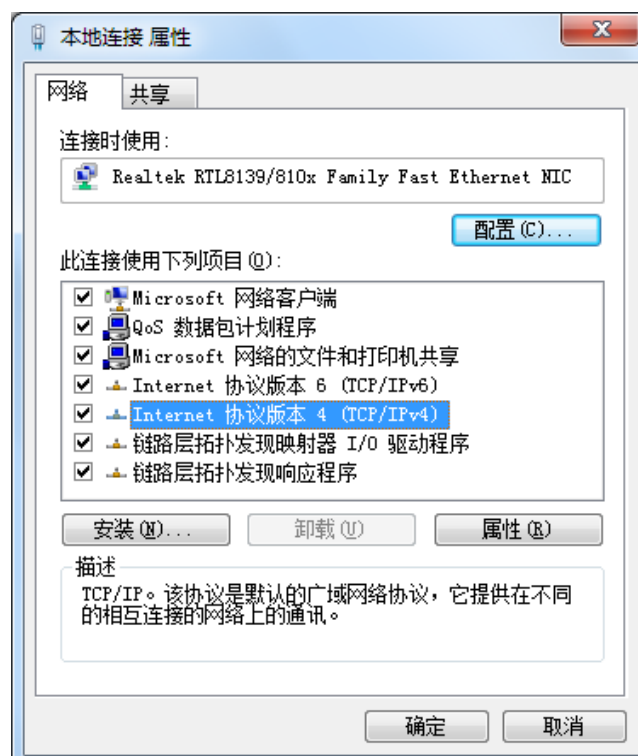 本地连接 属性
网络
共享
连接时使用:
Realtek RTL8139/810x Family Fast Ethernet NIC
配置(C)...
此连接使用下列项目(O):
Microsoft 网络客户端
QoS 数据包计划程序
Microsoft 网络的文件和打印机共享
Internet 协议版本 6 (TCP/IPv6)
Internet 协议版本 4 (TCP/IPv4)
链路层拓扑发现映射器 I/O 驱动程序
链路层拓扑发现响应程序
安装(N)...
卸载(U)
属性(R)
描述
TCP/IP。该协议是默认的广域网络协议，它提供在不同
的相互连接的网络上的通讯。
确定
取消